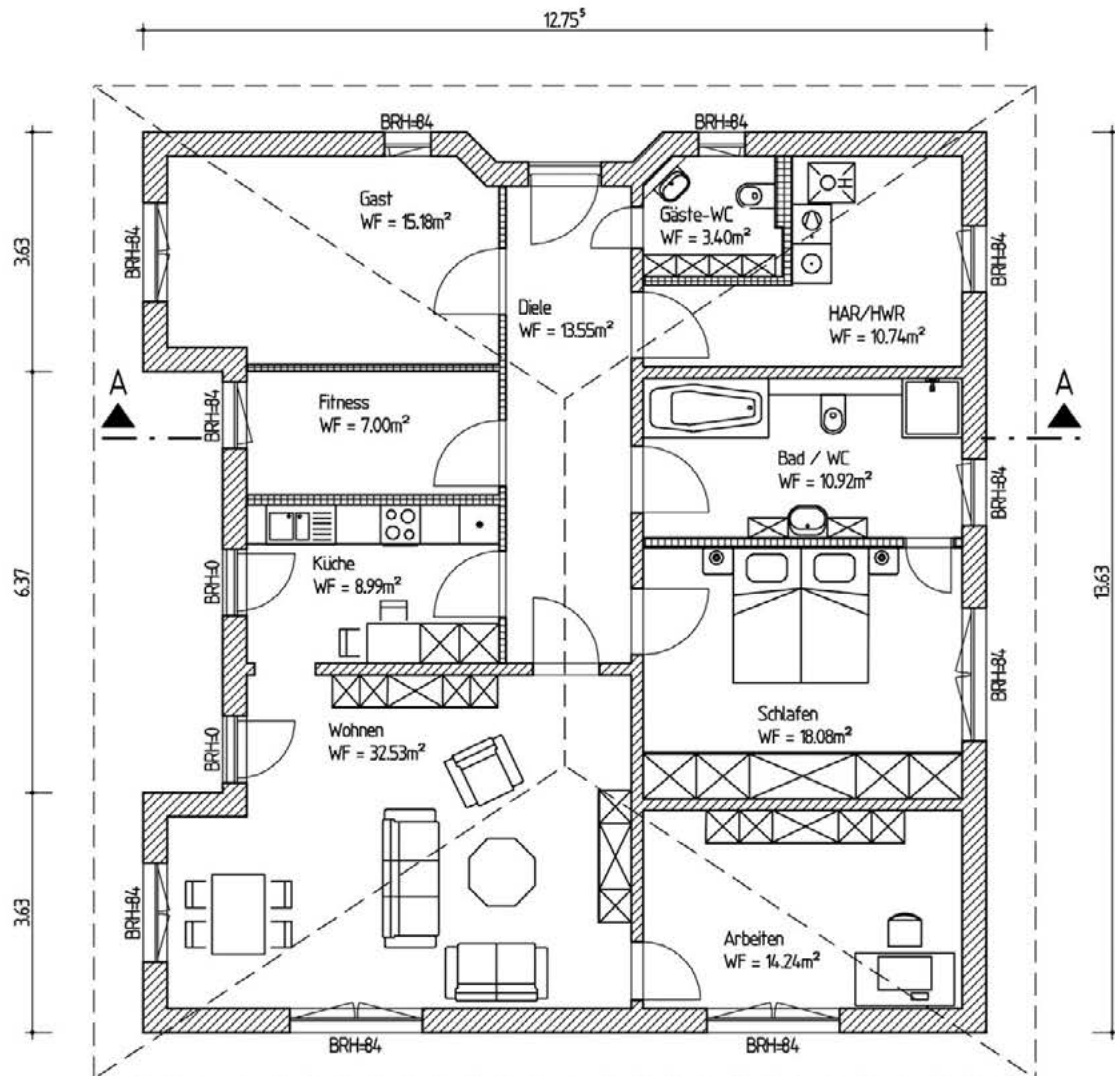 12.75⁵
BRH=84
BRH=84
Gast
WF = 15.18m²
Gäste-WC
WF = 3.40m²
3.63
BRH=84
BRH=84
Diele
WF = 13.55m²
HAR/HWR
WF = 10.74m²
A
A
Fitness
WF = 7.00m²
BRH=84
Bad / WC
WF = 10.92m²
BRH=84
Küche
WF = 8.99m²
BRH=0
6.37
13.63
BRH=84
Schlafen
WF = 18.08m²
Wohnen
WF = 32.53m²
BRH=0
3.63
BRH=84
Arbeiten
WF = 14.24m²
BRH=84
BRH=84